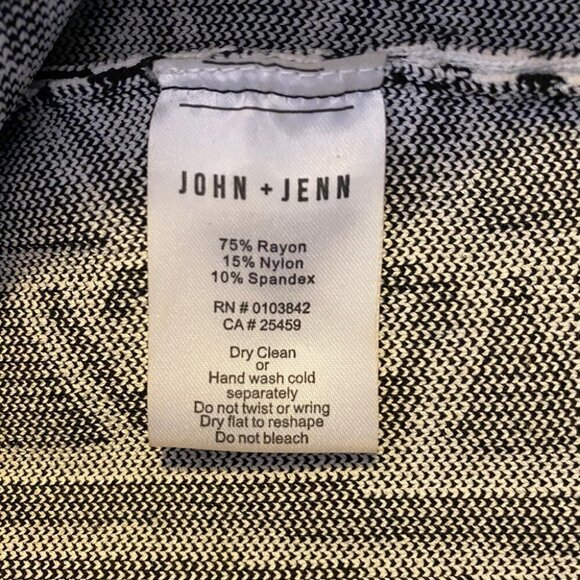 JOHN + JENN
75% Rayon
15% Nylon
10% Spandex
RN # 0103842
CA # 25459
Dry Clean
or
Hand wash cold
separately
Do not twist or wring
Dry flat to reshape
Do not bleach